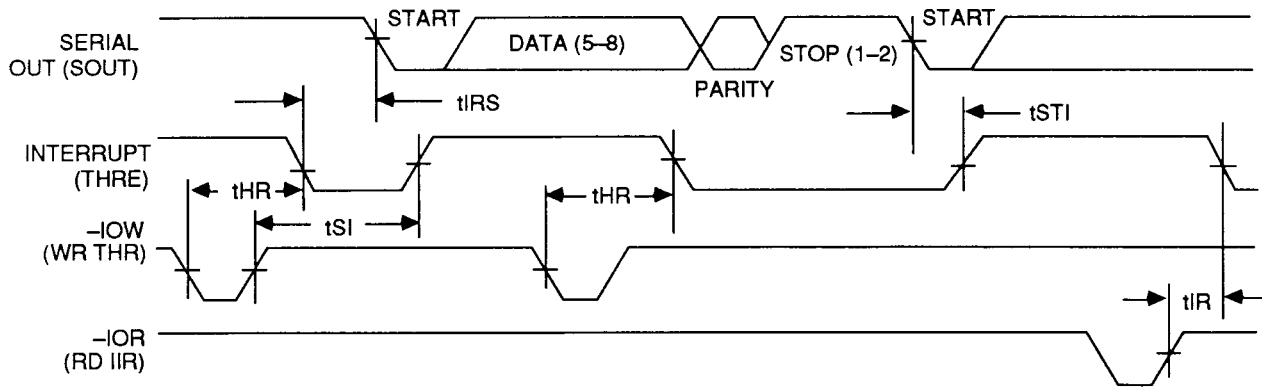 START
START
SERIAL
OUT (SOUT)
DATA (5–8)
STOP (1–2)
PARITY
tIRS
tSTI
INTERRUPT
(THRE)
tHR
tHR
tSI
–IOW
(WR THR)
tIR
–IOR
(RD IIR)